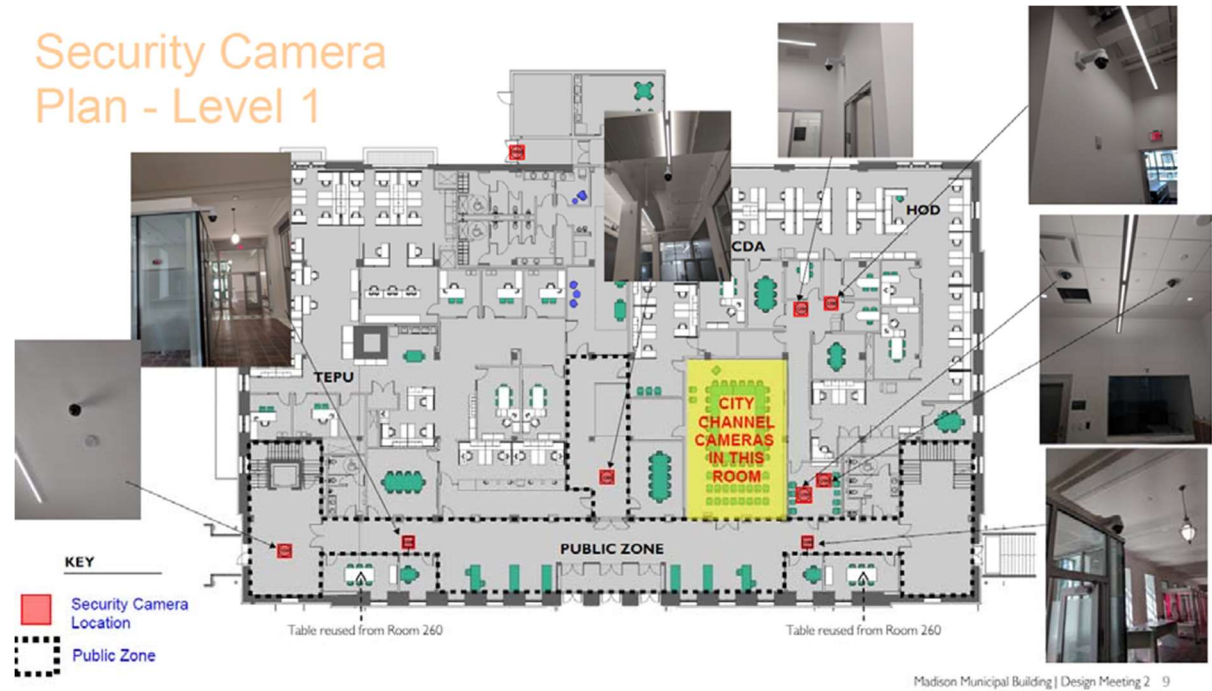 Security Camera
Plan - Level 1
HOD
CDA
TEPU
CITY
CHANNEL
CAMERAS
IN THIS
ROOM
PUBLIC ZONE
KEY
Security Camera
Location
Public Zone
Table reused from Room 260
Table reused from Room 260
Madison Municipal Building | Design Meeting 2 9